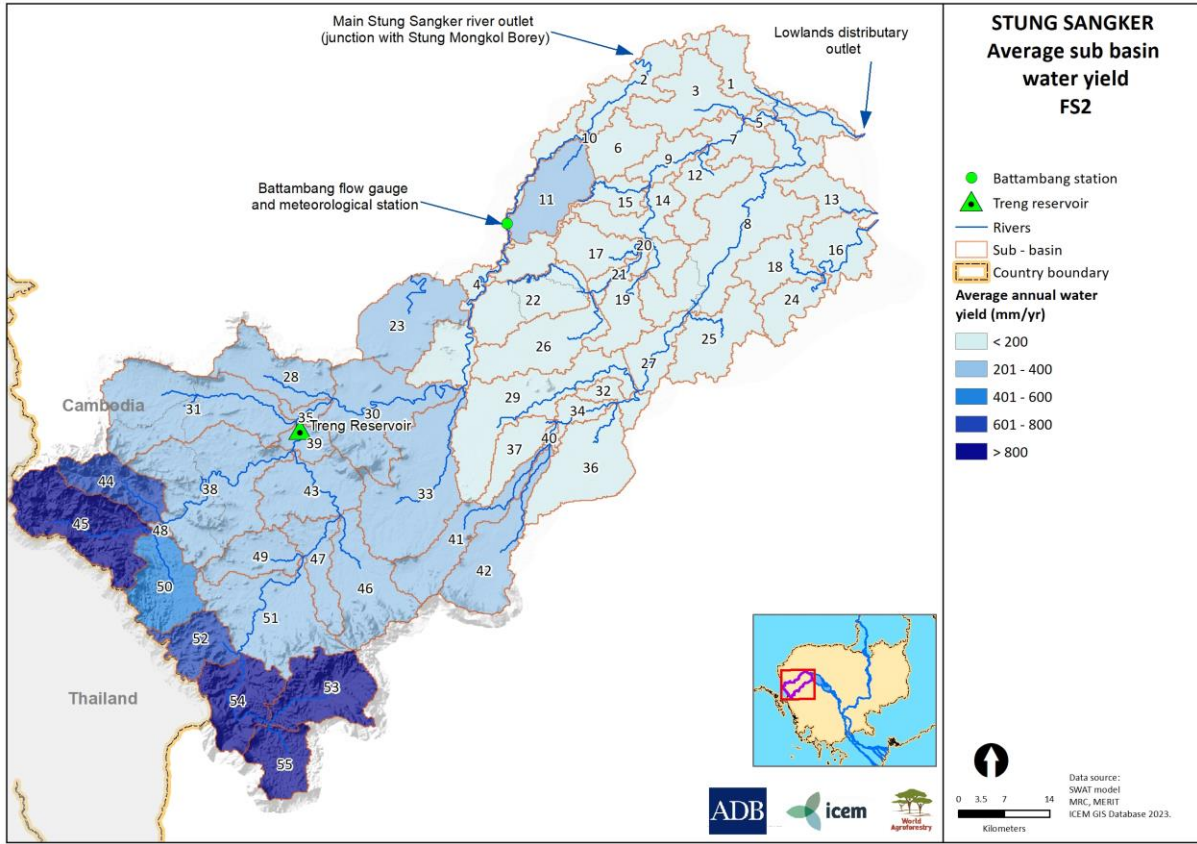 STUNG SANGKER
Average sub basin
water yield
FS2
Main Stung Sangker river outlet
(junction with Stung Mongkol Borey)
Lowlands distributary
outlet
Battambang flow gauge
and meteorological station
Battambang station
Treng reservoir
Rivers
Sub - basin
Country boundary
Average annual water
yield (mm/yr)
< 200
201 - 400
401 - 600
601 - 800
> 800
1
2
3
5
10
7
6
9
12
11
15
14
13
8
16
17
20
18
21
4
22
19
24
23
26
25
27
28
29
32
31
30
34
Cambodia
35
Treng Reservoir
39
40
37
36
44
38
43
33
45
48
41
49
47
42
50
46
51
52
53
54
55
Thailand
ADB
icem
World
Agroforestry
0 3.5 7 14
Kilometers
Data source:
SWAT model
MRC, MERIT
ICEM GIS Database 2023.